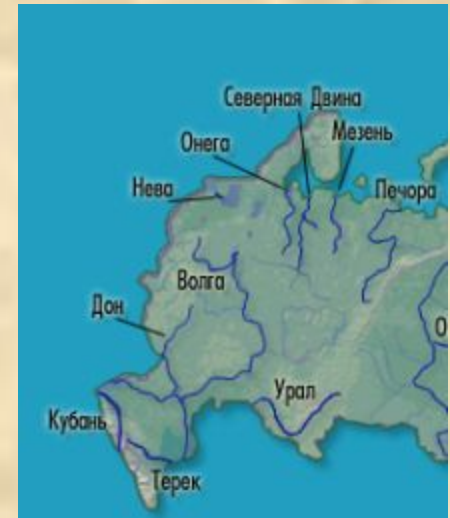 Северная Двина
Мезень
Онега
Нева
Печора
Волга
Дон
О
Урал
Кубань
Терек